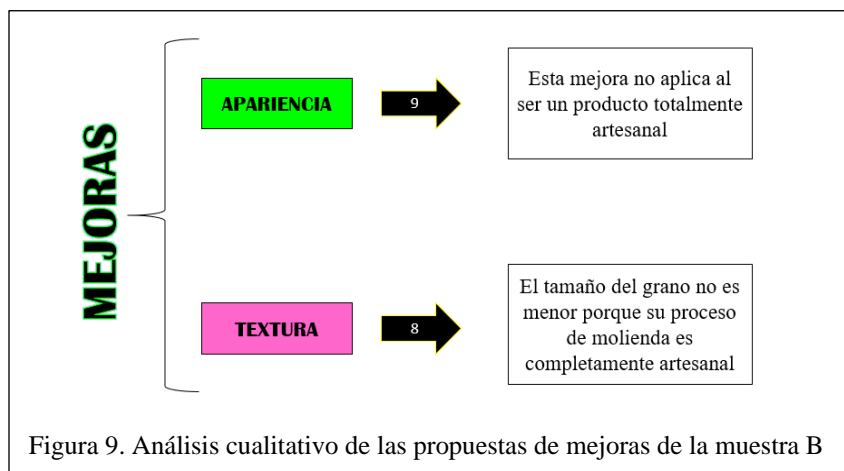 MEJORAS
APARIENCIA
9
Esta mejora no aplica al
ser un producto totalmente
artesanal
TEXTURA
8
El tamaño del grano no es
menor porque su proceso
de molienda es
completamente artesanal
Figura 9. Análisis cualitativo de las propuestas de mejoras de la muestra B